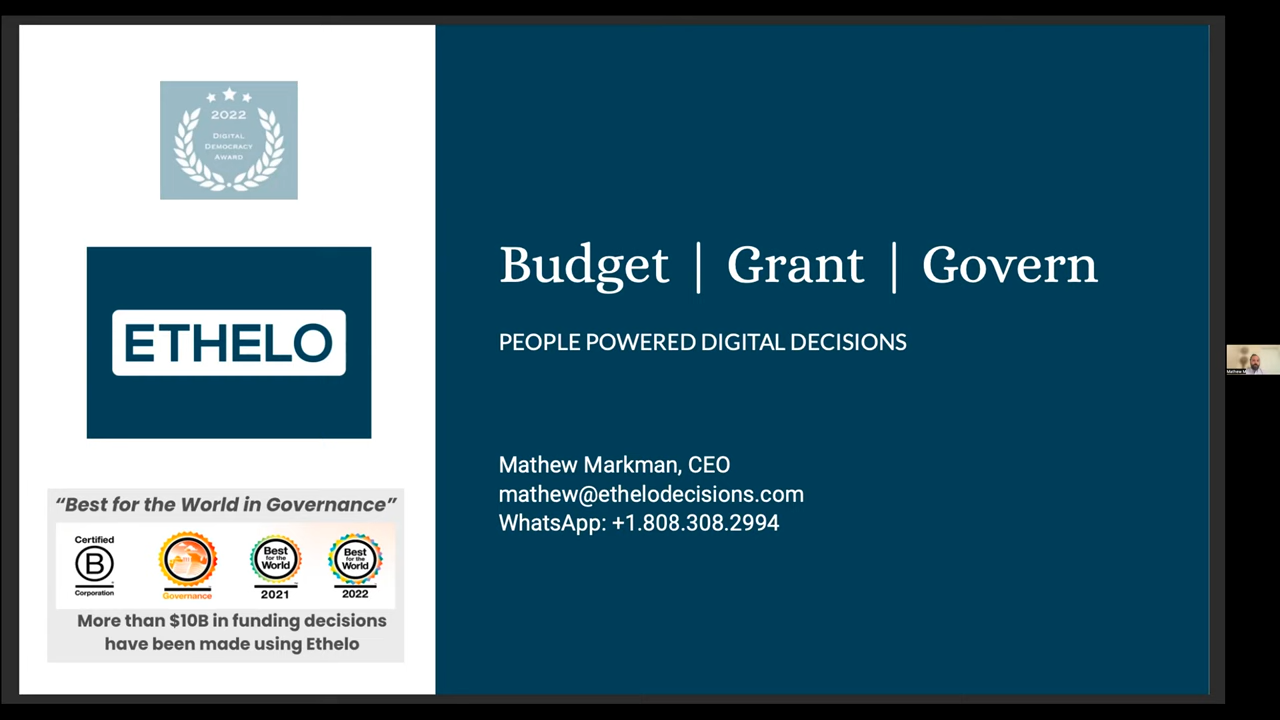 2022
DIGITAL
DEMOCRACY
AWARD
ETHELO
“Best for the World in Governance”
Certified
B
Corporation
Governance
Best
for the
World
2021
Best
for the
World
2022
More than $10B in funding decisions
have been made using Ethelo
Budget | Grant | Govern
PEOPLE POWERED DIGITAL DECISIONS
Mathew Markman, CEO
mathew@ethelodecisions.com
WhatsApp: +1.808.308.2994
Mathew M